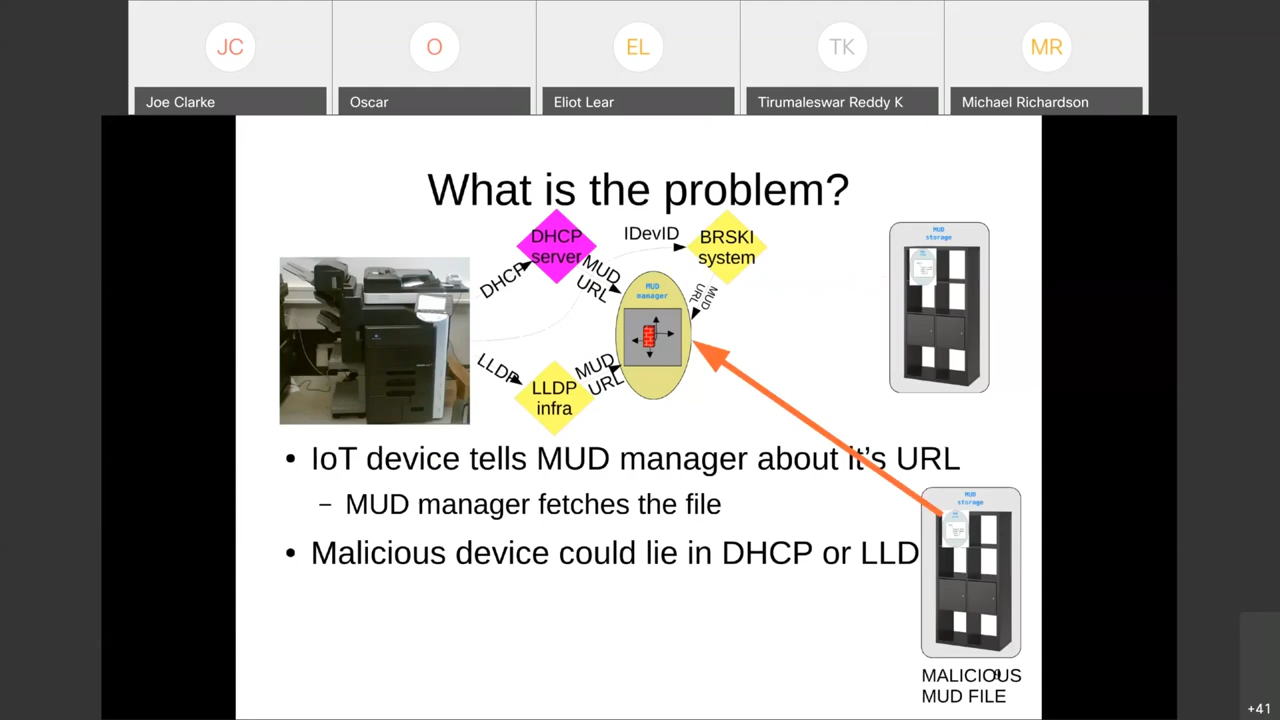 JC
O
EL
TK
MR
Joe Clarke
Oscar
Eliot Lear
Tirumaleswar Reddy K
Michael Richardson
What is the problem?
DHCP
server
IDevID
BRSKI
system
DHCP
MUD
URL
MUD
URL
MUD
manager
MUD
storage
LLDP
MUD
URL
LLDP
infra
• IoT device tells MUD manager about it's URL
– MUD manager fetches the file
• Malicious device could lie in DHCP or LLD
MUD
storage
MALICIOUS
MUD FILE
+41